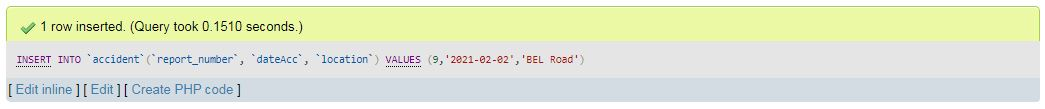 1 row inserted. (Query took 0.1510 seconds.)
INSERT INTO `accident`(`report_number`, `dateAcc`, `location`) VALUES (9,'2021-02-02','BEL Road')
[ Edit inline ] [ Edit ] [ Create PHP code ]